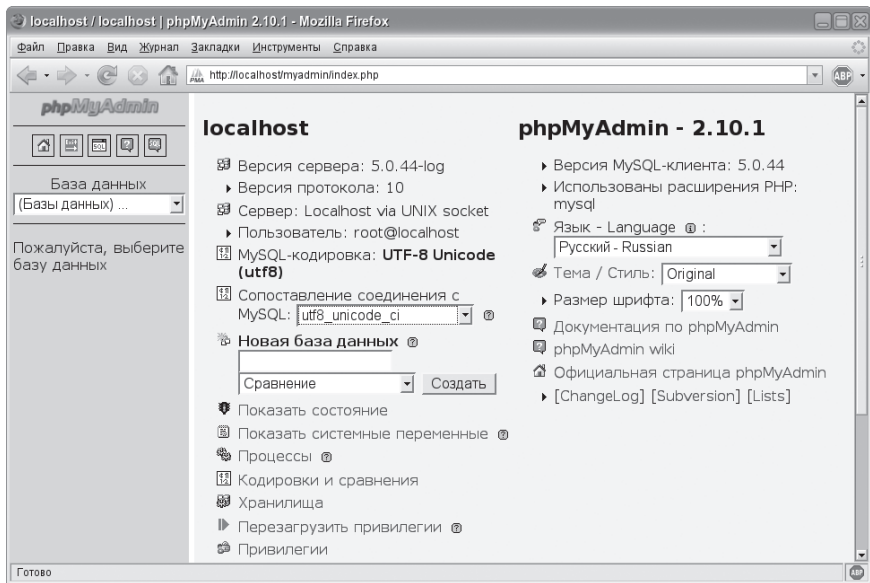 localhost / localhost | phpMyAdmin 2.10.1 - Mozilla Firefox
Файл Правка Вид Журнал Закладки Инструменты Справка
PMA http://localhost/myadmin/index.php ABP
phpMyAdmin
SQL
База данных
(Базы данных) ...
Пожалуйста, выберите
базу данных
localhost
Версия сервера: 5.0.44-log
Версия протокола: 10
Сервер: Localhost via UNIX socket
Пользователь: root@localhost
MySQL-кодировка: UTF-8 Unicode
(utf8)
Сопоставление соединения с
MySQL: utf8_unicode_ci
Новая база данных
Сравнение Создать
Показать состояние
Показать системные переменные
Процессы
Кодировки и сравнения
Хранилища
Перезагрузить привилегии
Привилегии
phpMyAdmin - 2.10.1
Версия MySQL-клиента: 5.0.44
Использованы расширения PHP:
mysql
Язык - Language :
Русский - Russian
Тема / Стиль: Original
Размер шрифта: 100%
Документация по phpMyAdmin
phpMyAdmin wiki
Официальная страница phpMyAdmin
[ChangeLog] [Subversion] [Lists]
Готово ABP